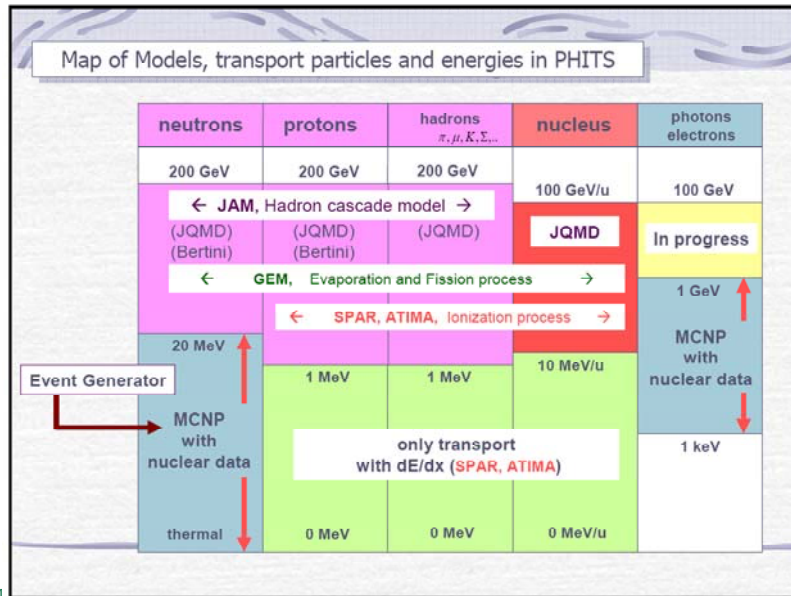 Map of Models, transport particles and energies in PHITS
neutrons
protons
hadrons
π, μ, K, Σ,..
nucleus
photons
electrons
200 GeV
200 GeV
200 GeV
100 GeV/u
100 GeV
← JAM, Hadron cascade model →
(JQMD)
(Bertini)
(JQMD)
(Bertini)
(JQMD)
JQMD
In progress
← GEM, Evaporation and Fission process →
← SPAR, ATIMA, Ionization process →
1 GeV
20 MeV
1 MeV
1 MeV
10 MeV/u
MCNP
with
nuclear data
Event Generator
MCNP
with
nuclear data
only transport
with dE/dx (SPAR, ATIMA)
1 keV
thermal
0 MeV
0 MeV
0 MeV/u